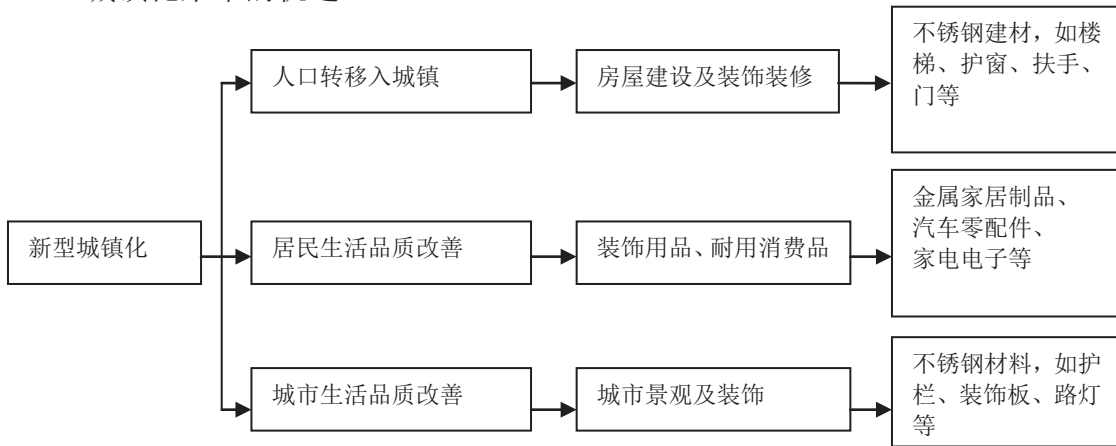 人口转移入城镇
房屋建设及装饰装修
不锈钢建材，如楼
梯、护窗、扶手、
门等
新型城镇化
居民生活品质改善
装饰用品、耐用消费品
金属家居制品、
汽车零配件、
家电电子等
城市生活品质改善
城市景观及装饰
不锈钢材料，如护
栏、装饰板、路灯
等